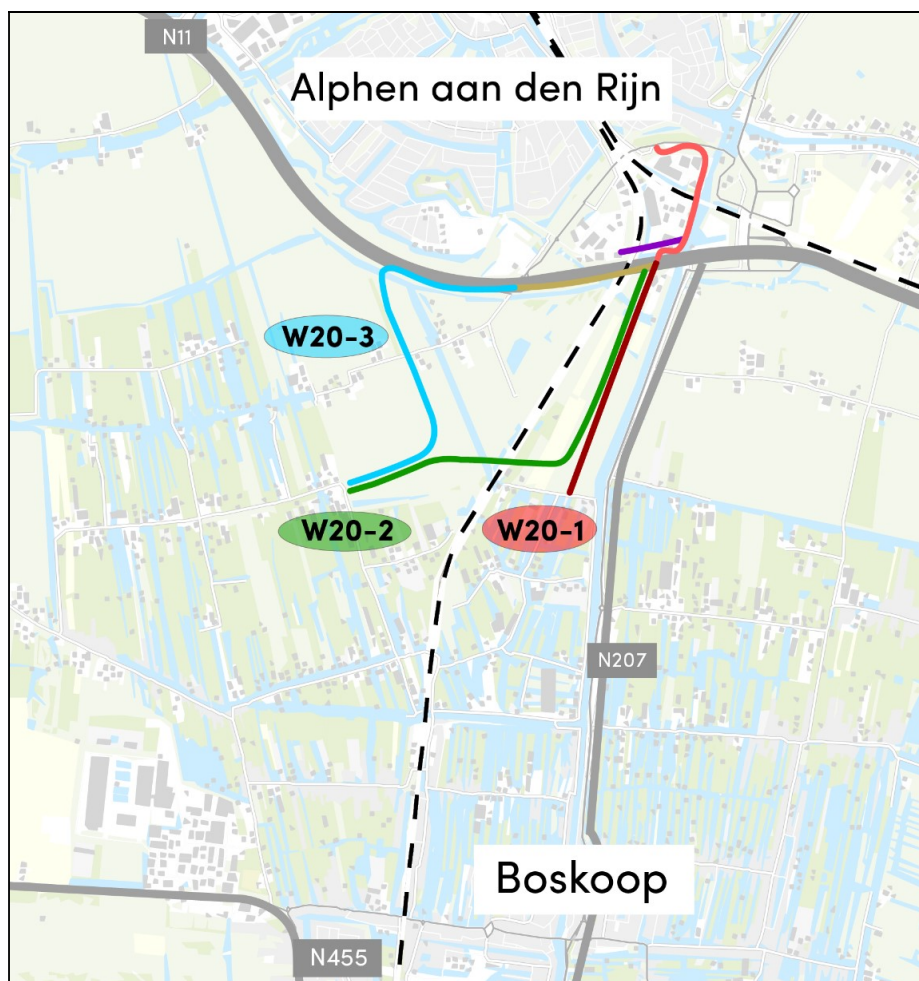 N11
Alphen aan den Rijn
W20-3
W20-2
W20-1
N207
Boskoop
N455